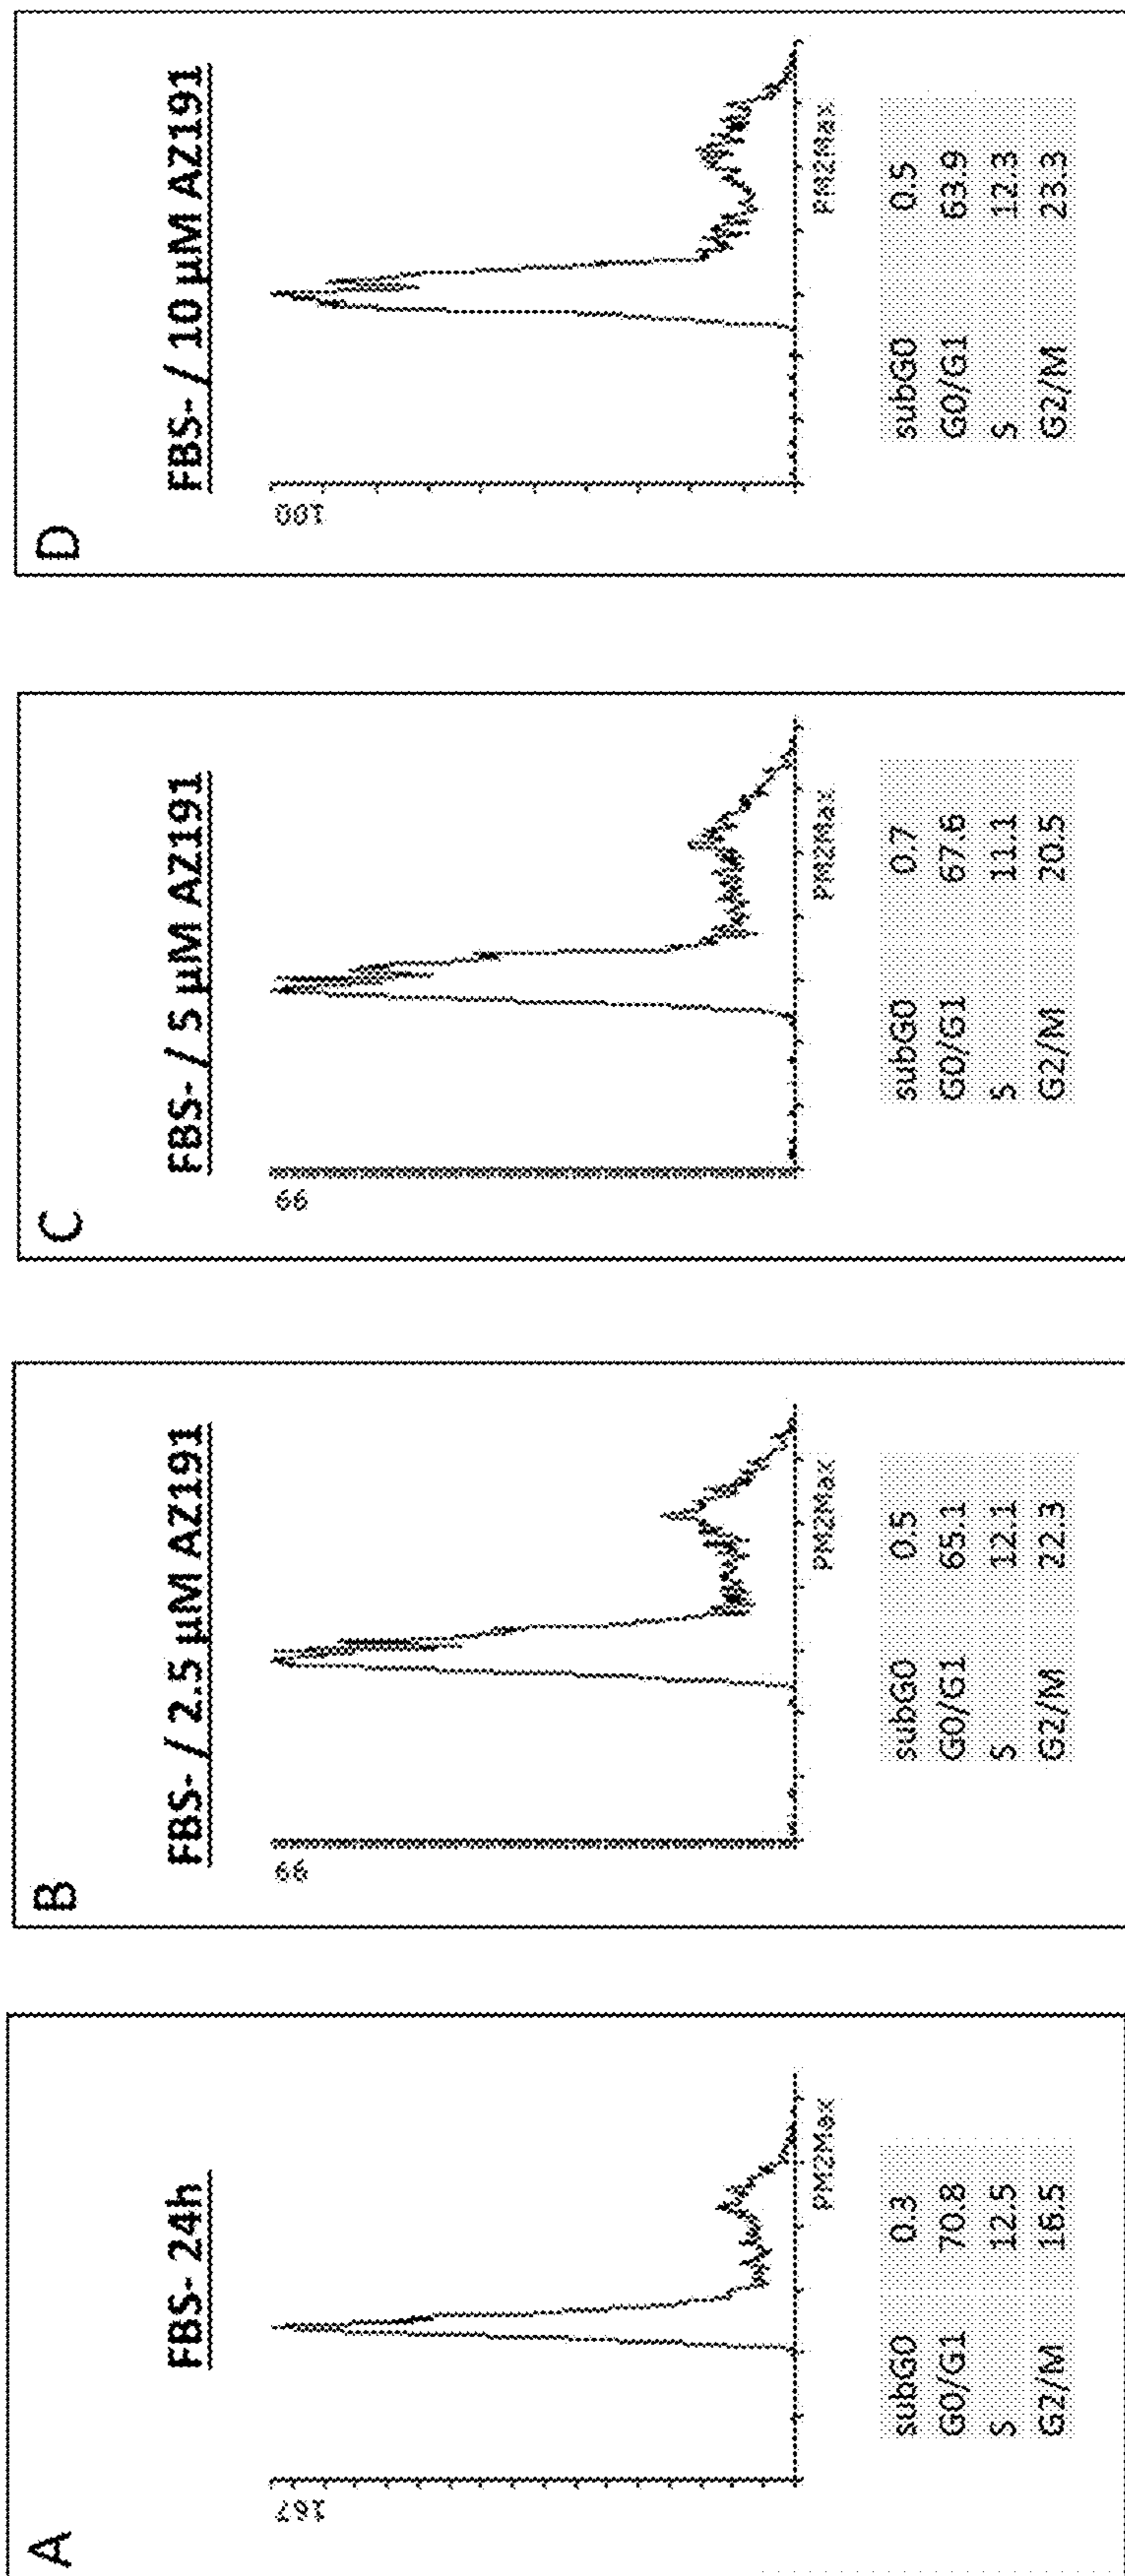 A
FBS- 24h
167
PM2Max
subG0 0.3
G0/G1 70.8
S 12.5
G2/M 16.5
B
FBS- / 2.5 µM AZ191
99
PM2Max
subG0 0.5
G0/G1 65.1
S 12.1
G2/M 22.3
C
FBS- / 5 µM AZ191
99
PM2Max
subG0 0.7
G0/G1 67.6
S 11.1
G2/M 20.5
D
FBS- / 10 µM AZ191
100
PM2Max
subG0 0.5
G0/G1 63.9
S 12.3
G2/M 23.3